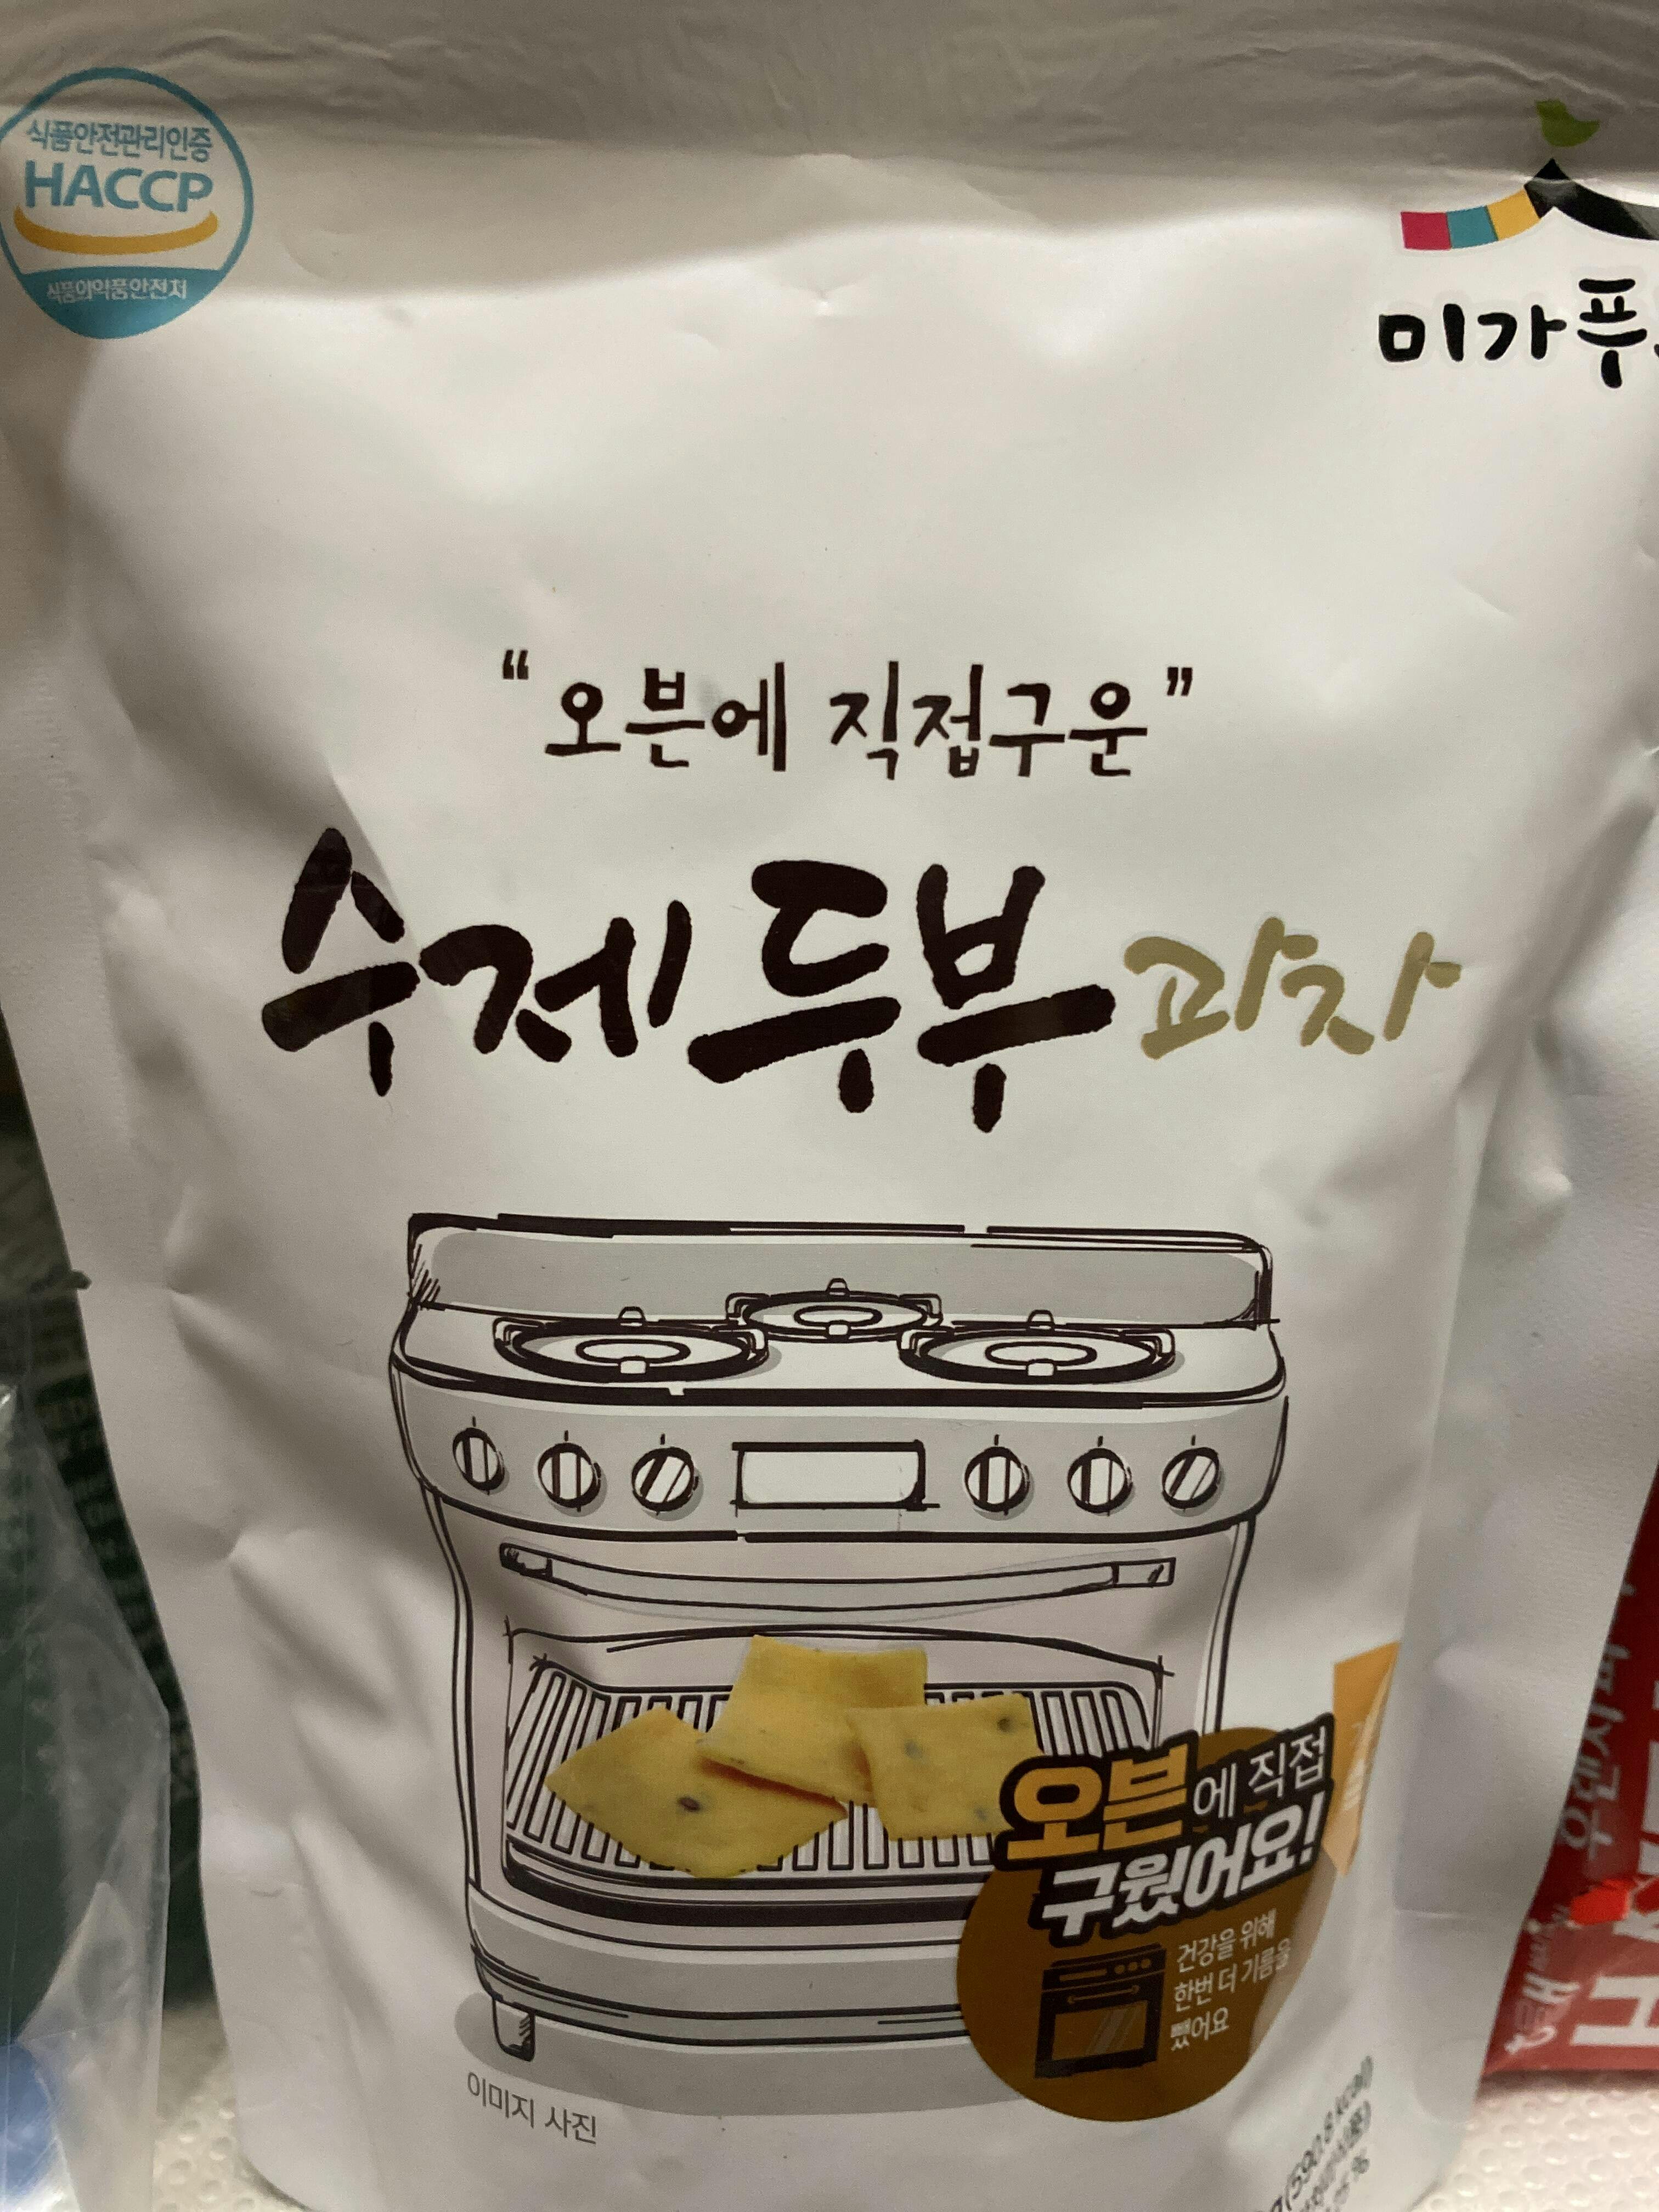 식품안전관리인증
HACCP
식품의약품안전처
미가푸
“오븐에 직접구운”
수제두부과자
오븐에 직접
구웠어요!
건강을 위해
한번 더 기름을
뺐어요
이미지 사진
(590.8 kcal)